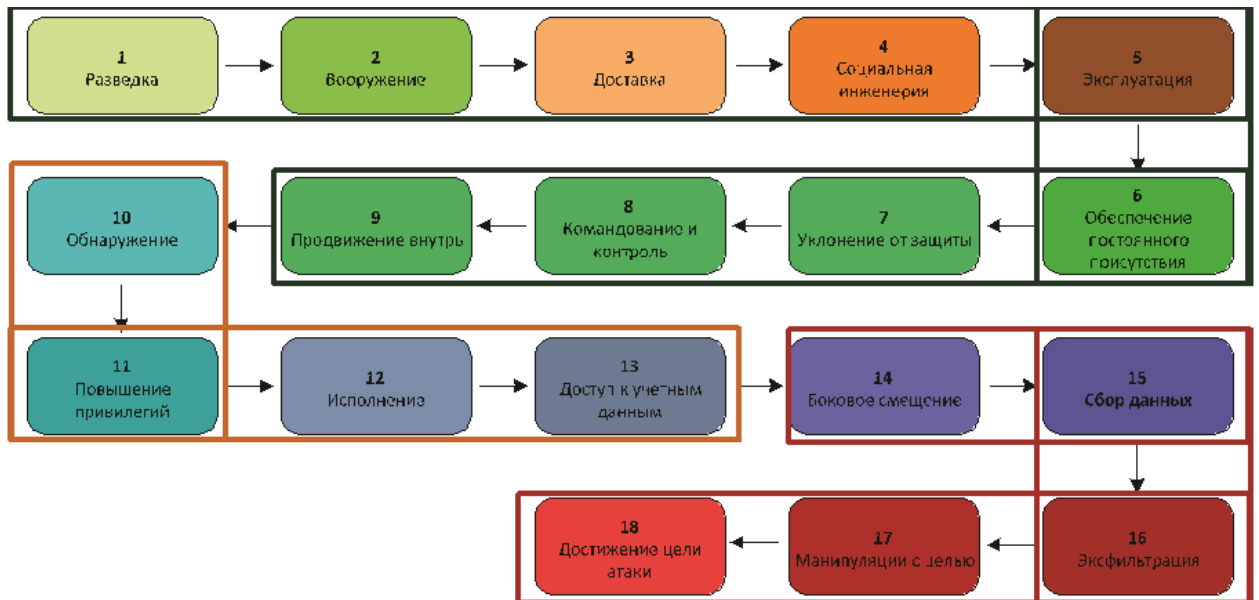 1
Разведка
2
Вооружение
3
Доставка
4
Социальная
инженерия
5
Эксплуатация
6
Обеспечение
постоянного
присутствия
7
Уклонение от защиты
8
Командование и
контроль
9
Продвижение внутрь
10
Обнаружение
11
Повышение
привилегий
12
Исполнение
13
Доступ к учетным
данным
14
Боковое смещение
15
Сбор данных
16
Эксфильтрация
17
Манипуляции с целью
18
Достижение цели
атаки